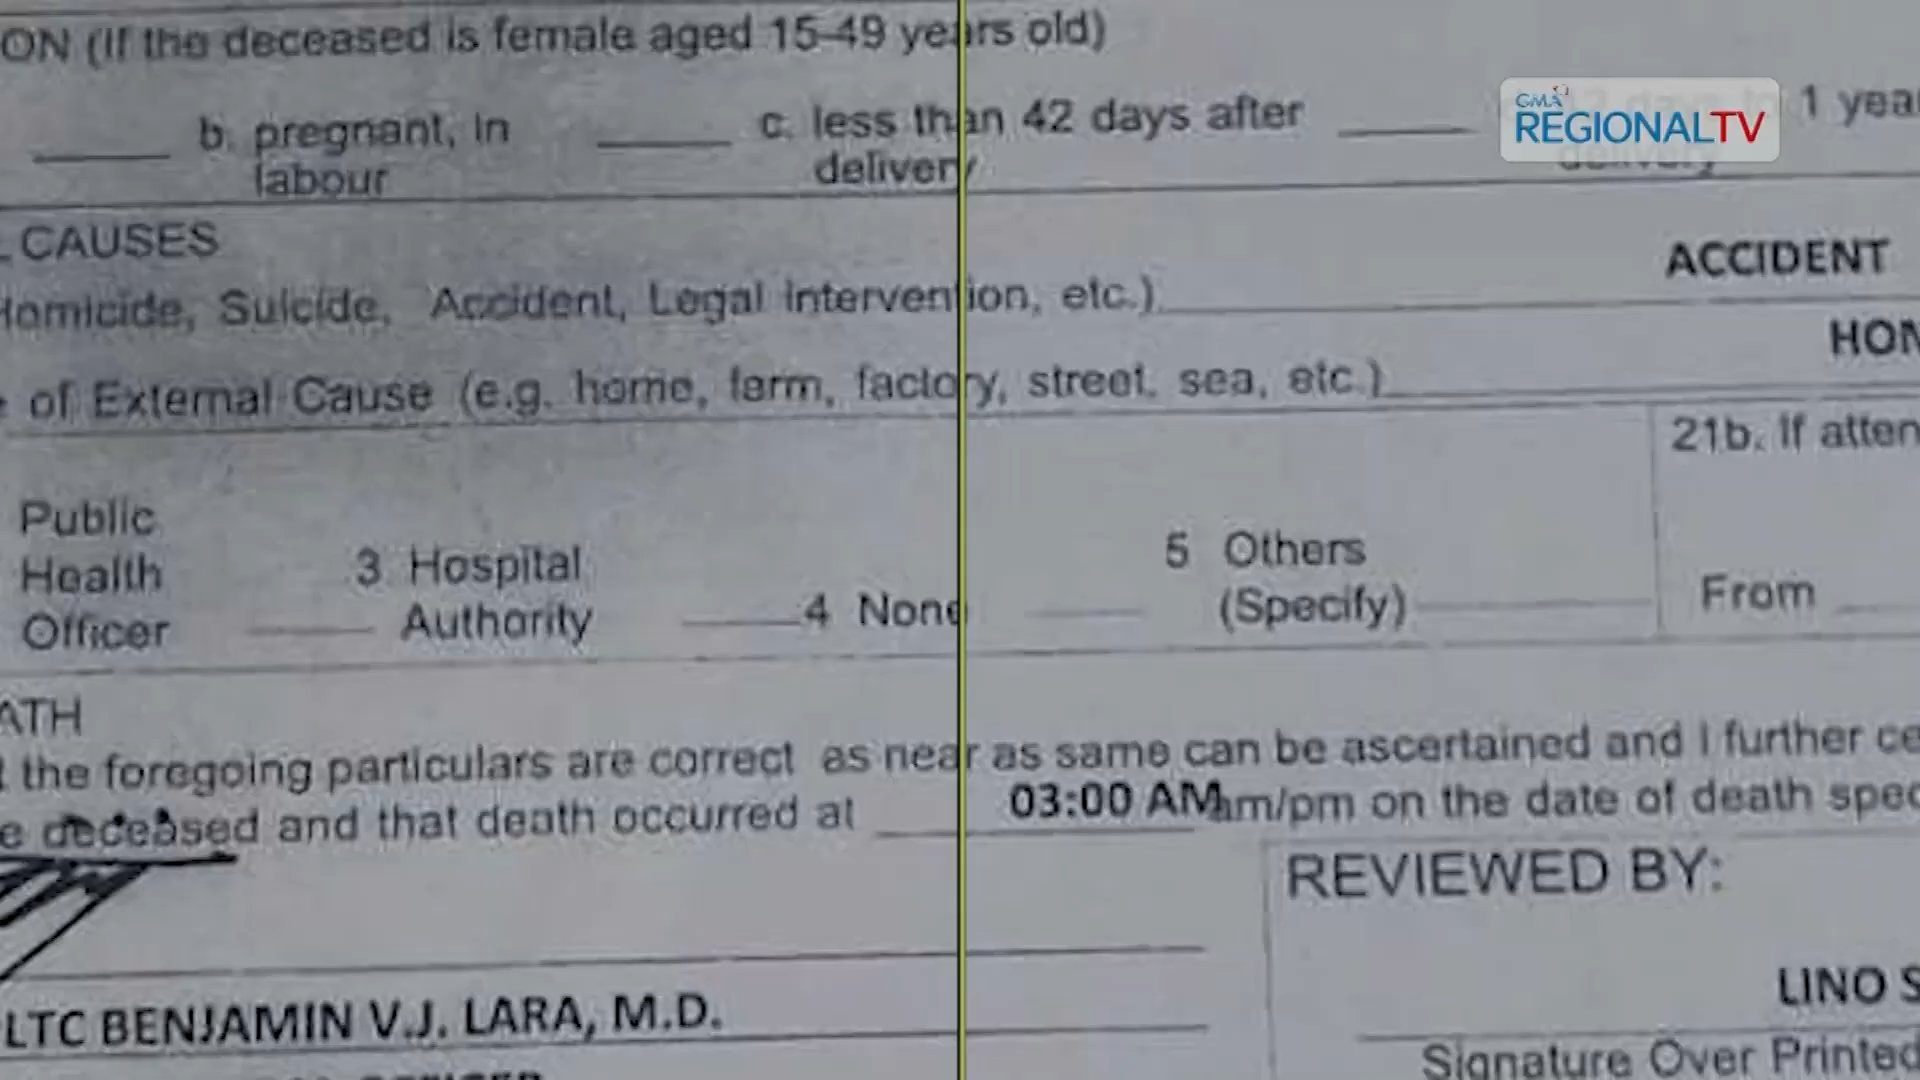 ON (If the deceased is female aged 15-49 years old)
b. pregnant, in labour
c. less than 42 days after delivery
1 year
GMA
REGIONALTV
CAUSES
ACCIDENT
Homicide, Suicide, Accident, Legal Intervention, etc.)
of External Cause (e.g. home, farm, factory, street, sea, etc.)
21b. If atten
Public
Health
Officer
3 Hospital
Authority
4 None
5 Others
(Specify)
From
ATH
the foregoing particulars are correct as near as same can be ascertained and I further ce
e deceased and that death occurred at 03:00 AM am/pm on the date of death spec
REVIEWED BY:
LTC BENJAMIN V.J. LARA, M.D.
LINO S
Signature Over Printed